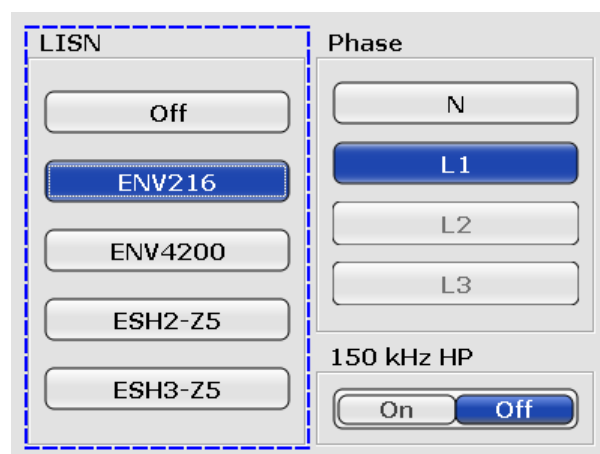 LISN
Off
ENV216
ENV4200
ESH2-Z5
ESH3-Z5
Phase
N
L1
L2
L3
150 kHz HP
On Off